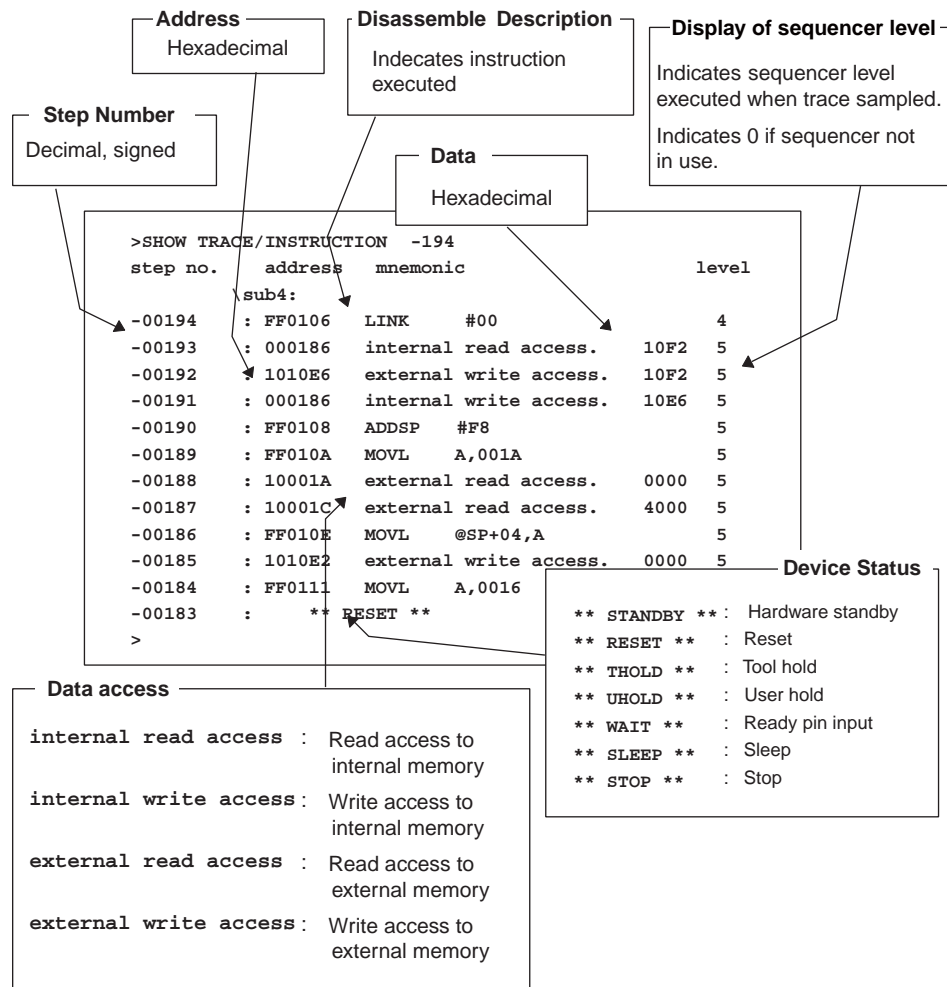 Address
Hexadecimal
Disassemble Description
Indecates instruction
executed
Display of sequencer level
Indicates sequencer level
executed when trace sampled.
Indicates 0 if sequencer not
in use.
Step Number
Decimal, signed
Data
Hexadecimal
>SHOW TRACE/INSTRUCTION -194
step no. address mnemonic level
\sub4:
-00194 : FF0106 LINK #00 4
-00193 : 000186 internal read access. 10F2 5
-00192 : 1010E6 external write access. 10F2 5
-00191 : 000186 internal write access. 10E6 5
-00190 : FF0108 ADDSP #F8 5
-00189 : FF010A MOVL A,001A 5
-00188 : 10001A external read access. 0000 5
-00187 : 10001C external read access. 4000 5
-00186 : FF010E MOVL @SP+04,A 5
-00185 : 1010E2 external write access. 0000 5
-00184 : FF0111 MOVL A,0016
-00183 : ** RESET **
>
Device Status
** STANDBY ** : Hardware standby
** RESET ** : Reset
** THOLD ** : Tool hold
** UHOLD ** : User hold
** WAIT ** : Ready pin input
** SLEEP ** : Sleep
** STOP ** : Stop
Data access
internal read access : Read access to
internal memory
internal write access : Write access to
internal memory
external read access : Read access to
external memory
external write access : Write access to
external memory